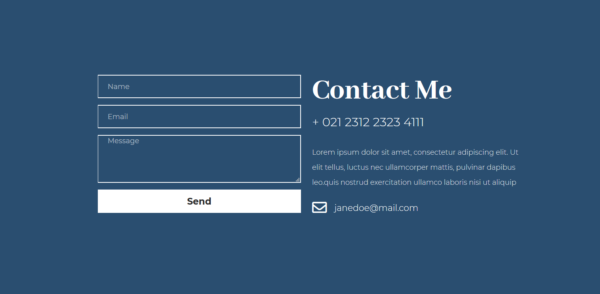 Name
Email
Message
Send
Contact Me
+ 021 2312 2323 4111
Lorem ipsum dolor sit amet, consectetur adipiscing elit. Ut
elit tellus, luctus nec ullamcorper mattis, pulvinar dapibus
leo.quis nostrud exercitation ullamco laboris nisi ut aliquip
janedoe@mail.com